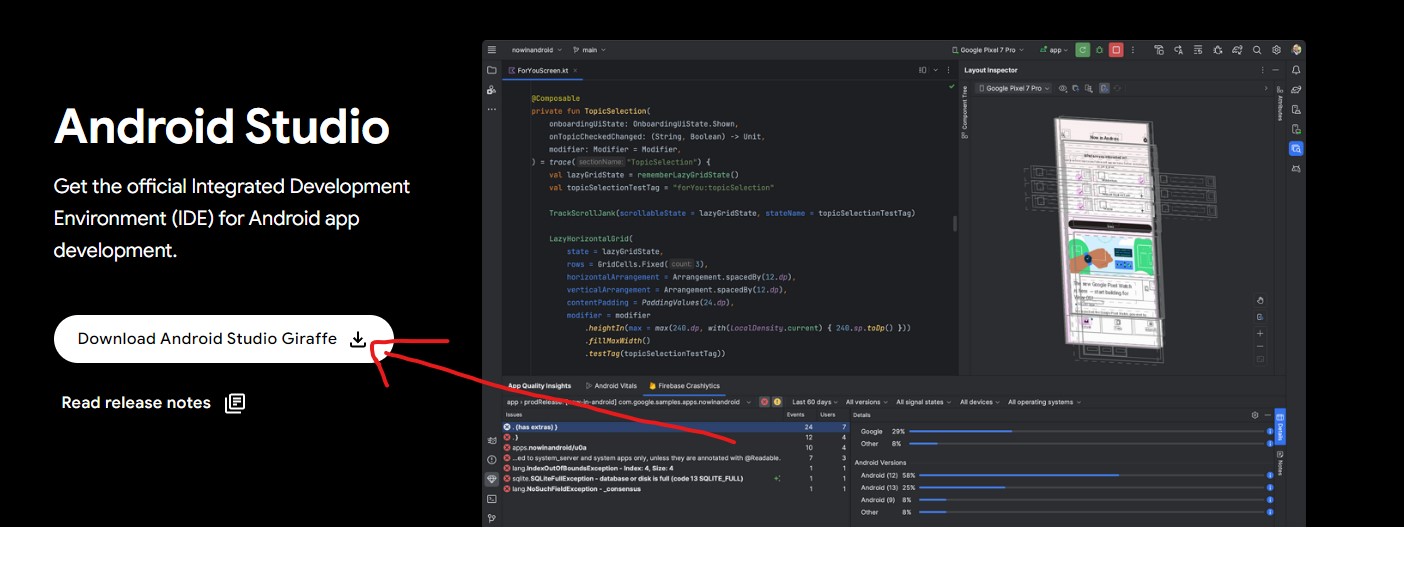 Android Studio
Get the official Integrated Development
Environment (IDE) for Android app
development.
Download Android Studio Giraffe
Read release notes
nowinandroid
main
Google Pixel 7 Pro
app
ForYouScreen.kt
Layout Inspector
Google Pixel 7 Pro
Component Tree
Attributes
@Composable
private fun TopicSelection(
onboardingUiState: OnboardingUiState.Shown,
onTopicCheckedChanged: (String, Boolean) -> Unit,
modifier: Modifier = Modifier,
) = trace( sectionName: "TopicSelection") {
val lazyGridState = rememberLazyGridState()
val topicSelectionTestTag = "forYou:topicSelection"
TrackScrollJank(scrollableState = lazyGridState, stateName = topicSelectionTestTag)
LazyHorizontalGrid(
state = lazyGridState,
rows = GridCells.Fixed( count: 3),
horizontalArrangement = Arrangement.spacedBy(12.dp),
verticalArrangement = Arrangement.spacedBy(12.dp),
contentPadding = PaddingValues(24.dp),
modifier = modifier
.heightIn(max = max(240.dp, with(LocalDensity.current) { 240.sp.toDp() }))
.fillMaxWidth()
.testTag(topicSelectionTestTag))
App Quality Insights
Android Vitals
Firebase Crashlytics
app › prodRelease: com.google.samples.apps.nowinandroid
Last 60 days
All versions
All signal states
All devices
All operating systems
Issues Events Users
. (has extras) } 24 7
. } 12 4
apps.nowinandroid/u0a 10 4
...ed to system_server and system apps only, unless they are annotated with @Readable. 7 3
lang.IndexOutOfBoundsException - Index: 4, Size: 4 1 1
sqlite.SQLiteFullException - database or disk is full (code 13 SQLITE_FULL) 1 1
lang.NoSuchFieldException - _consensus 1 1
Details
Google 29%
Other 8%
Android Versions
Android (12) 58%
Android (13) 25%
Android (9) 8%
Other 8%
Details
Notes